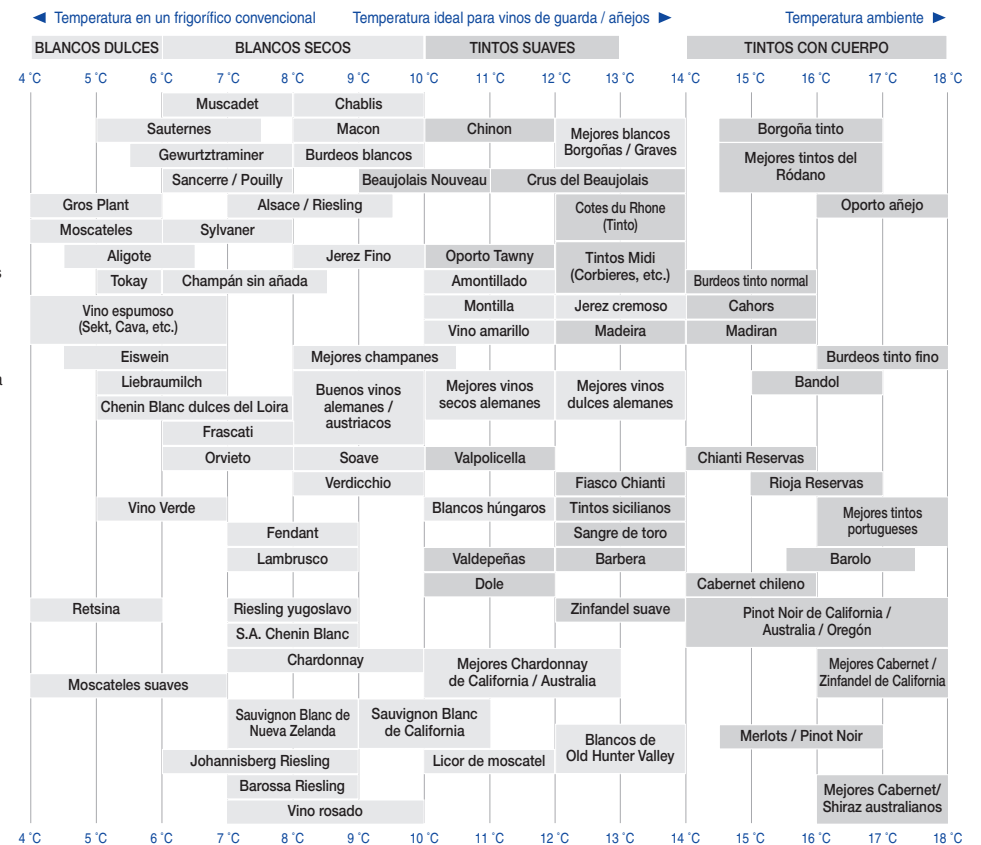 ◄ Temperatura en un frigorífico convencional Temperatura ideal para vinos de guarda / añejos ► Temperatura ambiente ►
BLANCOS DULCES BLANCOS SECOS TINTOS SUAVES TINTOS CON CUERPO
4 °C 5 °C 6 °C 7 °C 8 °C 9 °C 10 °C 11 °C 12 °C 13 °C 14 °C 15 °C 16 °C 17 °C 18 °C
Muscadet Chablis
Sauternes Macon Chinon Mejores blancos Borgoña tinto
Borgoñas / Graves
Gewurtztraminer Burdeos blancos Mejores tintos del
Ródano
Sancerre / Pouilly Beaujolais Nouveau Crus del Beaujolais
Gros Plant Alsace / Riesling Cotes du Rhone Oporto añejo
(Tinto)
Moscateles Sylvaner
Aligote Jerez Fino Oporto Tawny Tintos Midi
(Corbieres, etc.)
s
Tokay Champán sin añada Amontillado Burdeos tinto normal
Vino espumoso Montilla Jerez cremoso Cahors
(Sekt, Cava, etc.)
Vino amarillo Madeira Madiran
Eiswein Mejores champanes Burdeos tinto fino
a
Liebraumilch Buenos vinos Mejores vinos Mejores vinos Bandol
alemanes / secos alemanes dulces alemanes
austriacos
Chenin Blanc dulces del Loira
Frascati
Orvieto Soave Valpolicella Chianti Reservas
Verdicchio Fiasco Chianti Rioja Reservas
Vino Verde Blancos húngaros Tintos sicilianos Mejores tintos
portugueses
Fendant Sangre de toro
Lambrusco Valdepeñas Barbera Barolo
Dole Cabernet chileno
Retsina Riesling yugoslavo Zinfandel suave Pinot Noir de California /
Australia / Oregón
S.A. Chenin Blanc
Chardonnay Mejores Chardonnay Mejores Cabernet /
de California / Australia Zinfandel de California
Moscateles suaves
Sauvignon Blanc de Sauvignon Blanc
Nueva Zelanda de California
Blancos de Merlots / Pinot Noir
Old Hunter Valley
Johannisberg Riesling Licor de moscatel
Barossa Riesling Mejores Cabernet/
Shiraz australianos
Vino rosado
4 °C 5 °C 6 °C 7 °C 8 °C 9 °C 10 °C 11 °C 12 °C 13 °C 14 °C 15 °C 16 °C 17 °C 18 °C